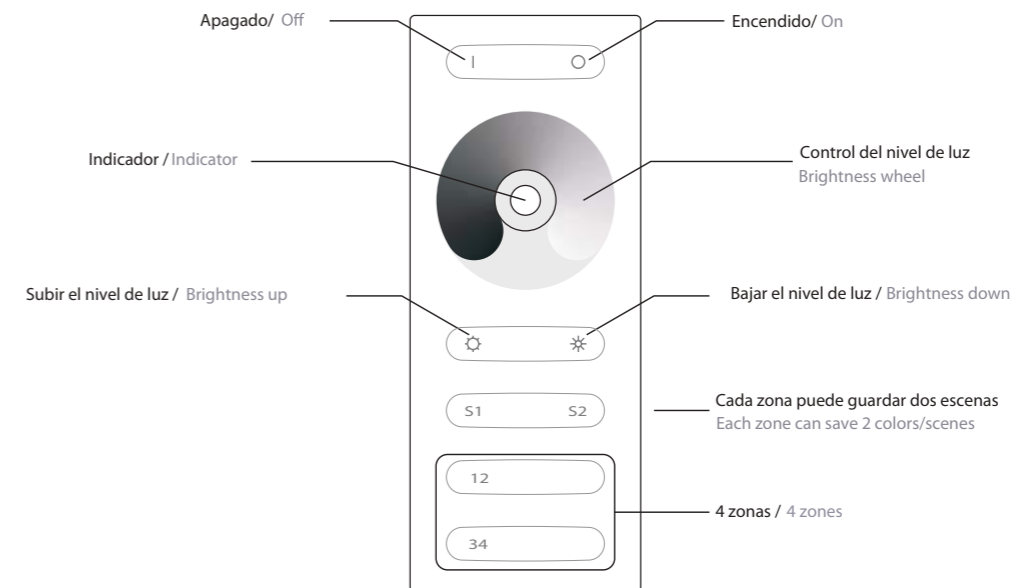 Apagado/ Off
Encendido/ On
I O
Indicador / Indicator
Control del nivel de luz
Brightness wheel
Subir el nivel de luz / Brightness up
Bajar el nivel de luz / Brightness down
S1 S2
Cada zona puede guardar dos escenas
Each zone can save 2 colors/scenes
12
4 zonas / 4 zones
34